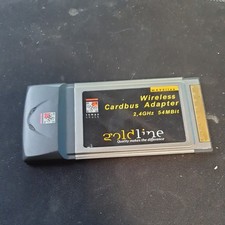 Wireless
Cardbus Adapter
2,4GHz 54MBit
goldline
Quality makes the difference